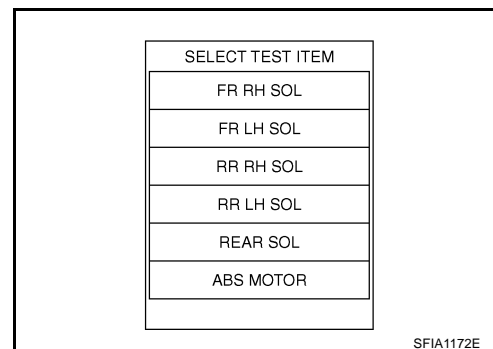 SELECT TEST ITEM
FR RH SOL
FR LH SOL
RR RH SOL
RR LH SOL
REAR SOL
ABS MOTOR
SFIA1172E